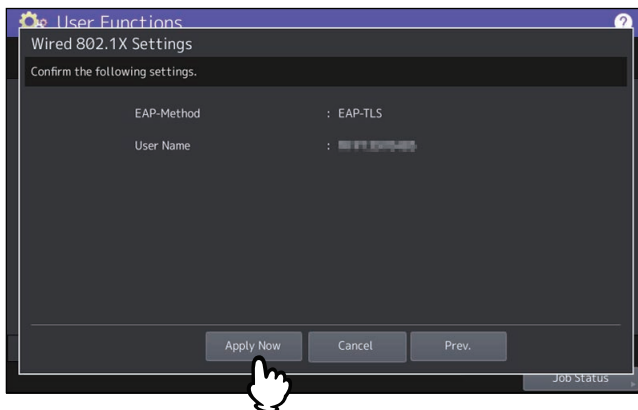 User Functions
?
Wired 802.1X Settings
Confirm the following settings.
EAP-Method : EAP-TLS
User Name :
Apply Now Cancel Prev.
Job Status